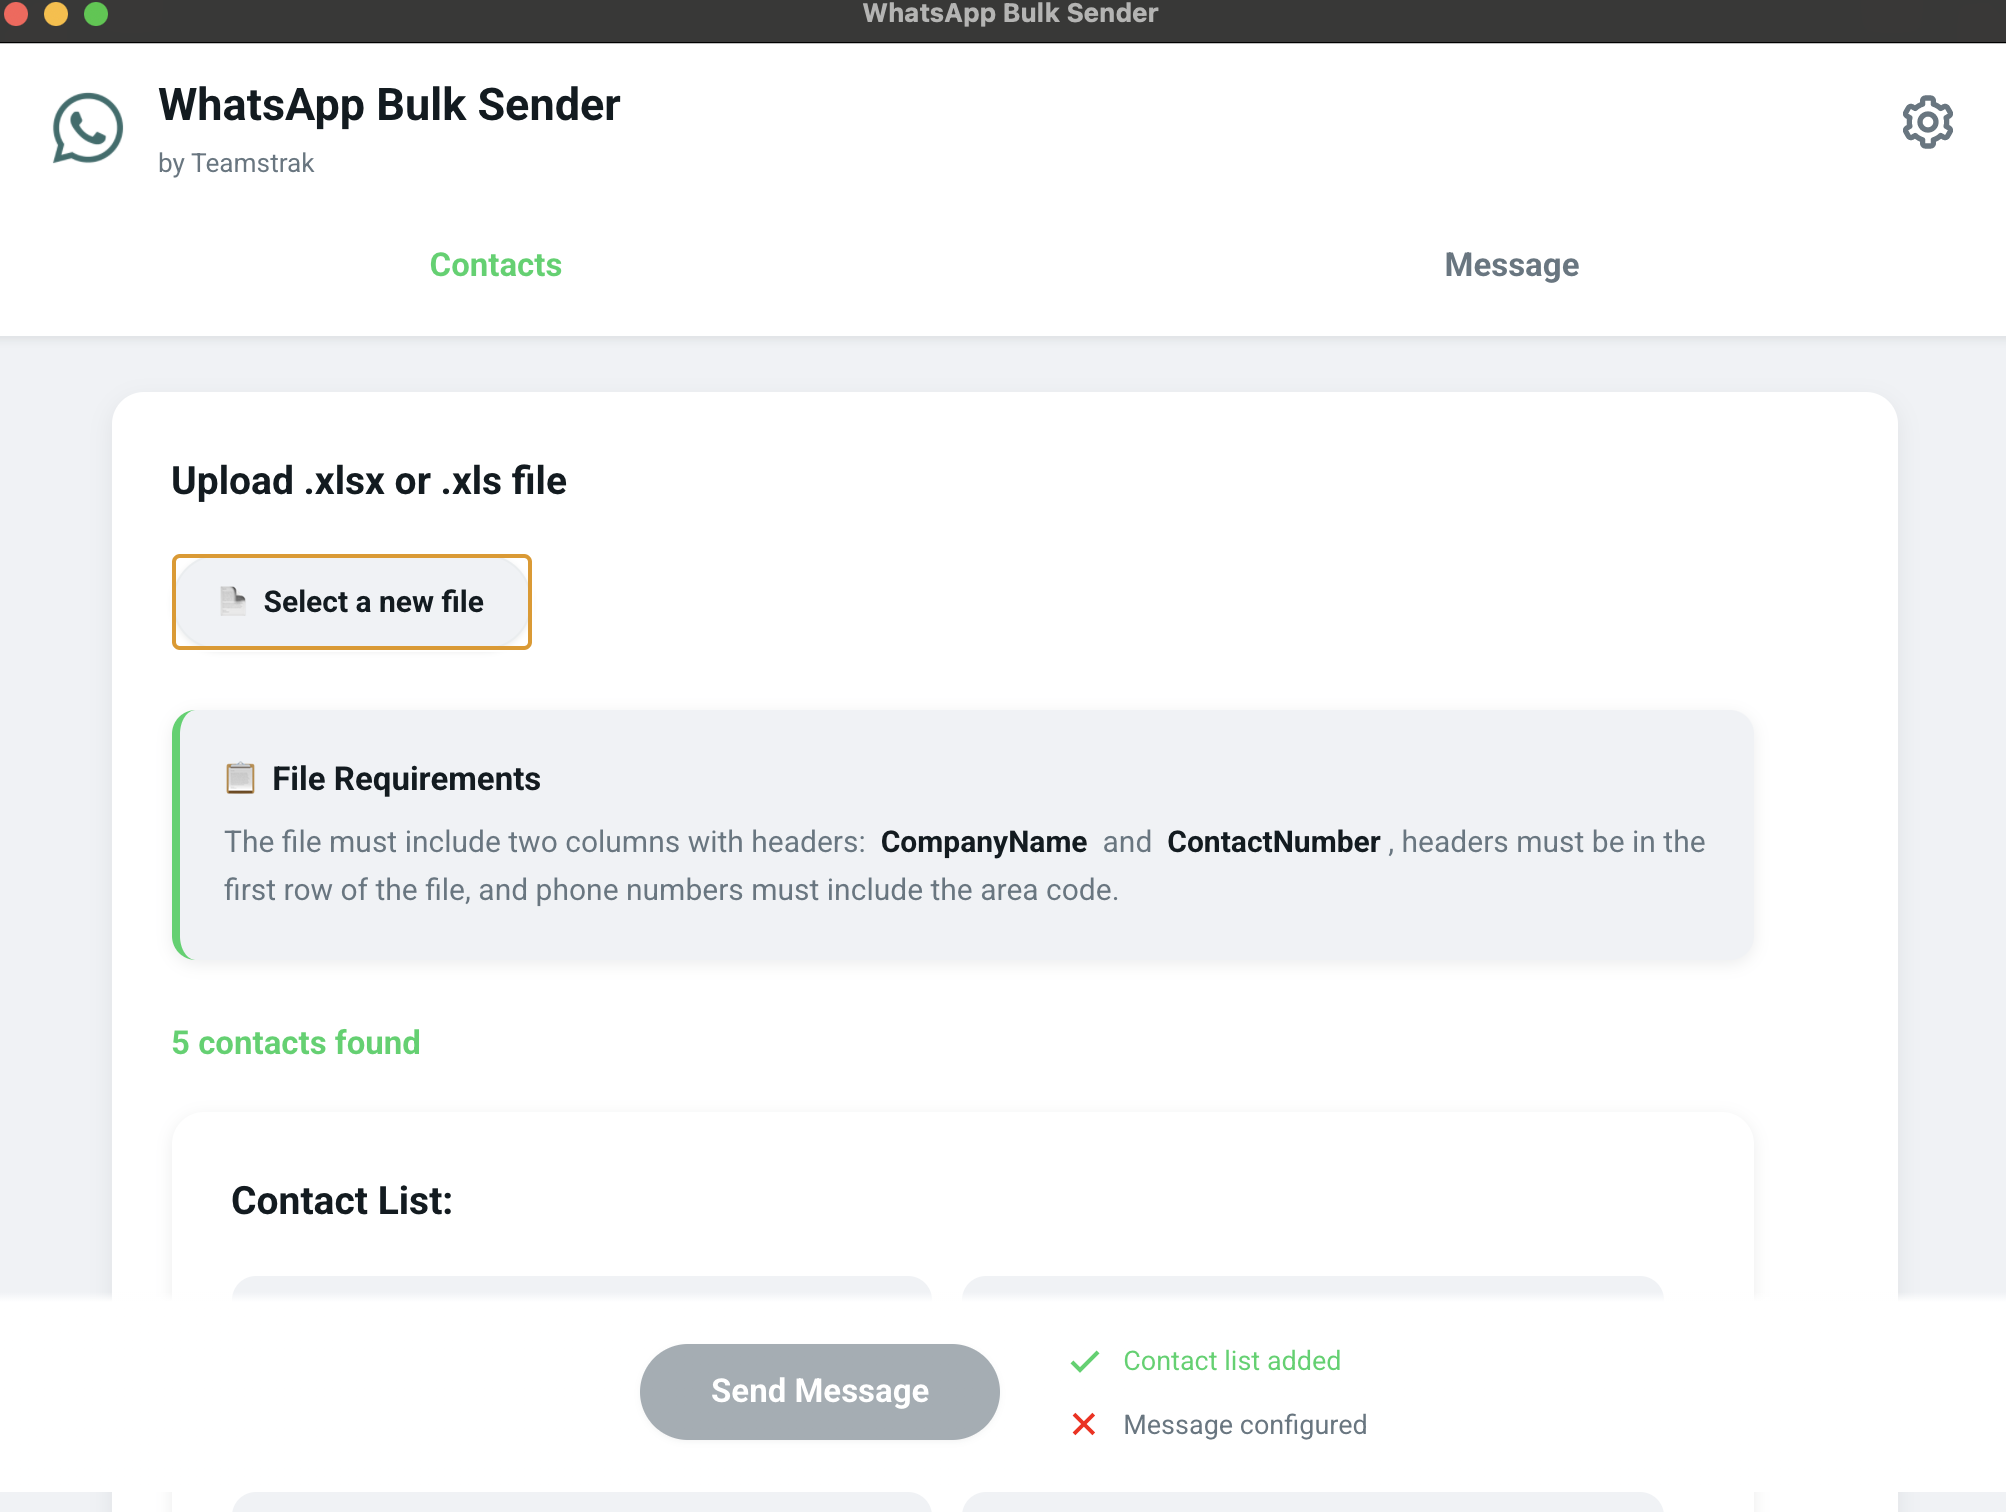 WhatsApp Bulk Sender
WhatsApp Bulk Sender
by Teamstrak
Contacts
Message
Upload .xlsx or .xls file
Select a new file
File Requirements
The file must include two columns with headers: CompanyName and ContactNumber , headers must be in the
first row of the file, and phone numbers must include the area code.
5 contacts found
Contact List:
Send Message
Contact list added
Message configured